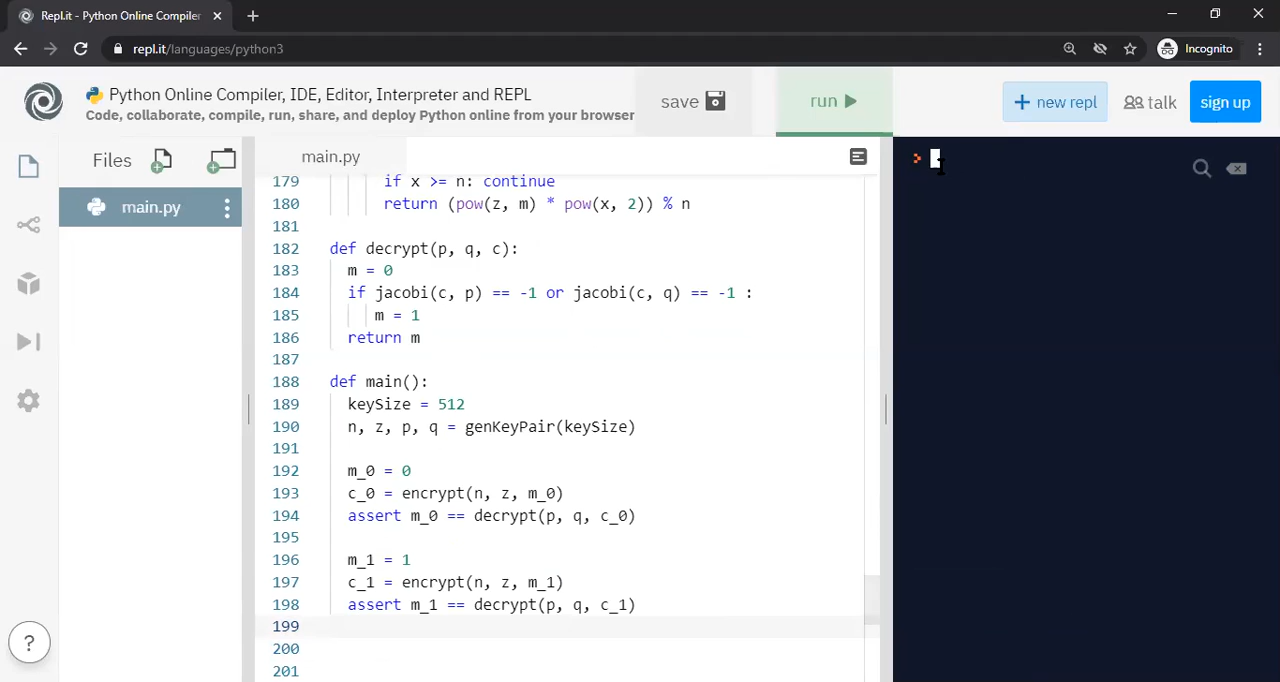 Repl.it - Python Online Compiler
repl.it/languages/python3
Incognito
Python Online Compiler, IDE, Editor, Interpreter and REPL
Code, collaborate, compile, run, share, and deploy Python online from your browser
save
run
+ new repl
talk
sign up
Files
main.py
main.py
179 if x >= n: continue
180 return (pow(z, m) * pow(x, 2)) % n
181
182 def decrypt(p, q, c):
183 m = 0
184 if jacobi(c, p) == -1 or jacobi(c, q) == -1 :
185 m = 1
186 return m
187
188 def main():
189 keySize = 512
190 n, z, p, q = genKeyPair(keySize)
191
192 m_0 = 0
193 c_0 = encrypt(n, z, m_0)
194 assert m_0 == decrypt(p, q, c_0)
195
196 m_1 = 1
197 c_1 = encrypt(n, z, m_1)
198 assert m_1 == decrypt(p, q, c_1)
199
200
201
>
?